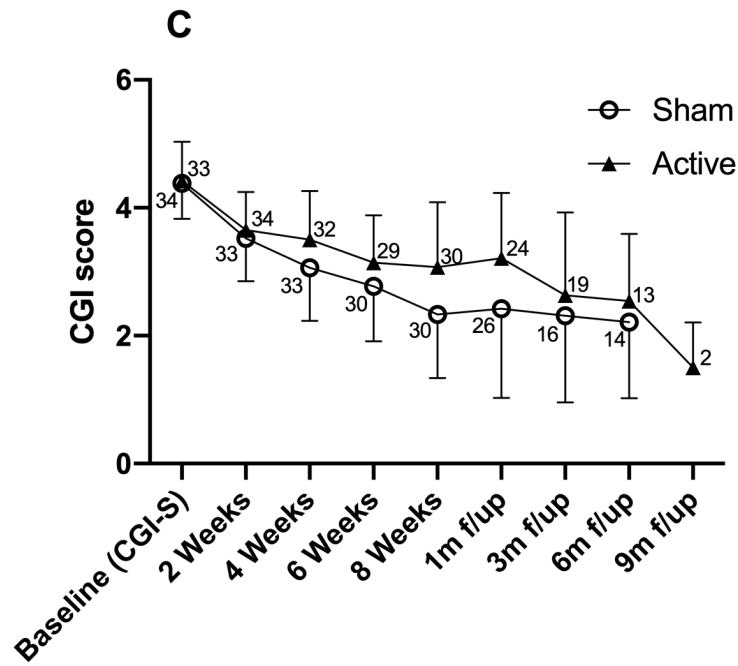 C
6
4
2
0
CGI score
Sham
Active
33
34
34
33
32
33
29
30
30
30
24
26
19
16
13
14
2
Baseline (CGI-S)
2 Weeks
4 Weeks
6 Weeks
8 Weeks
1m f/up
3m f/up
6m f/up
9m f/up